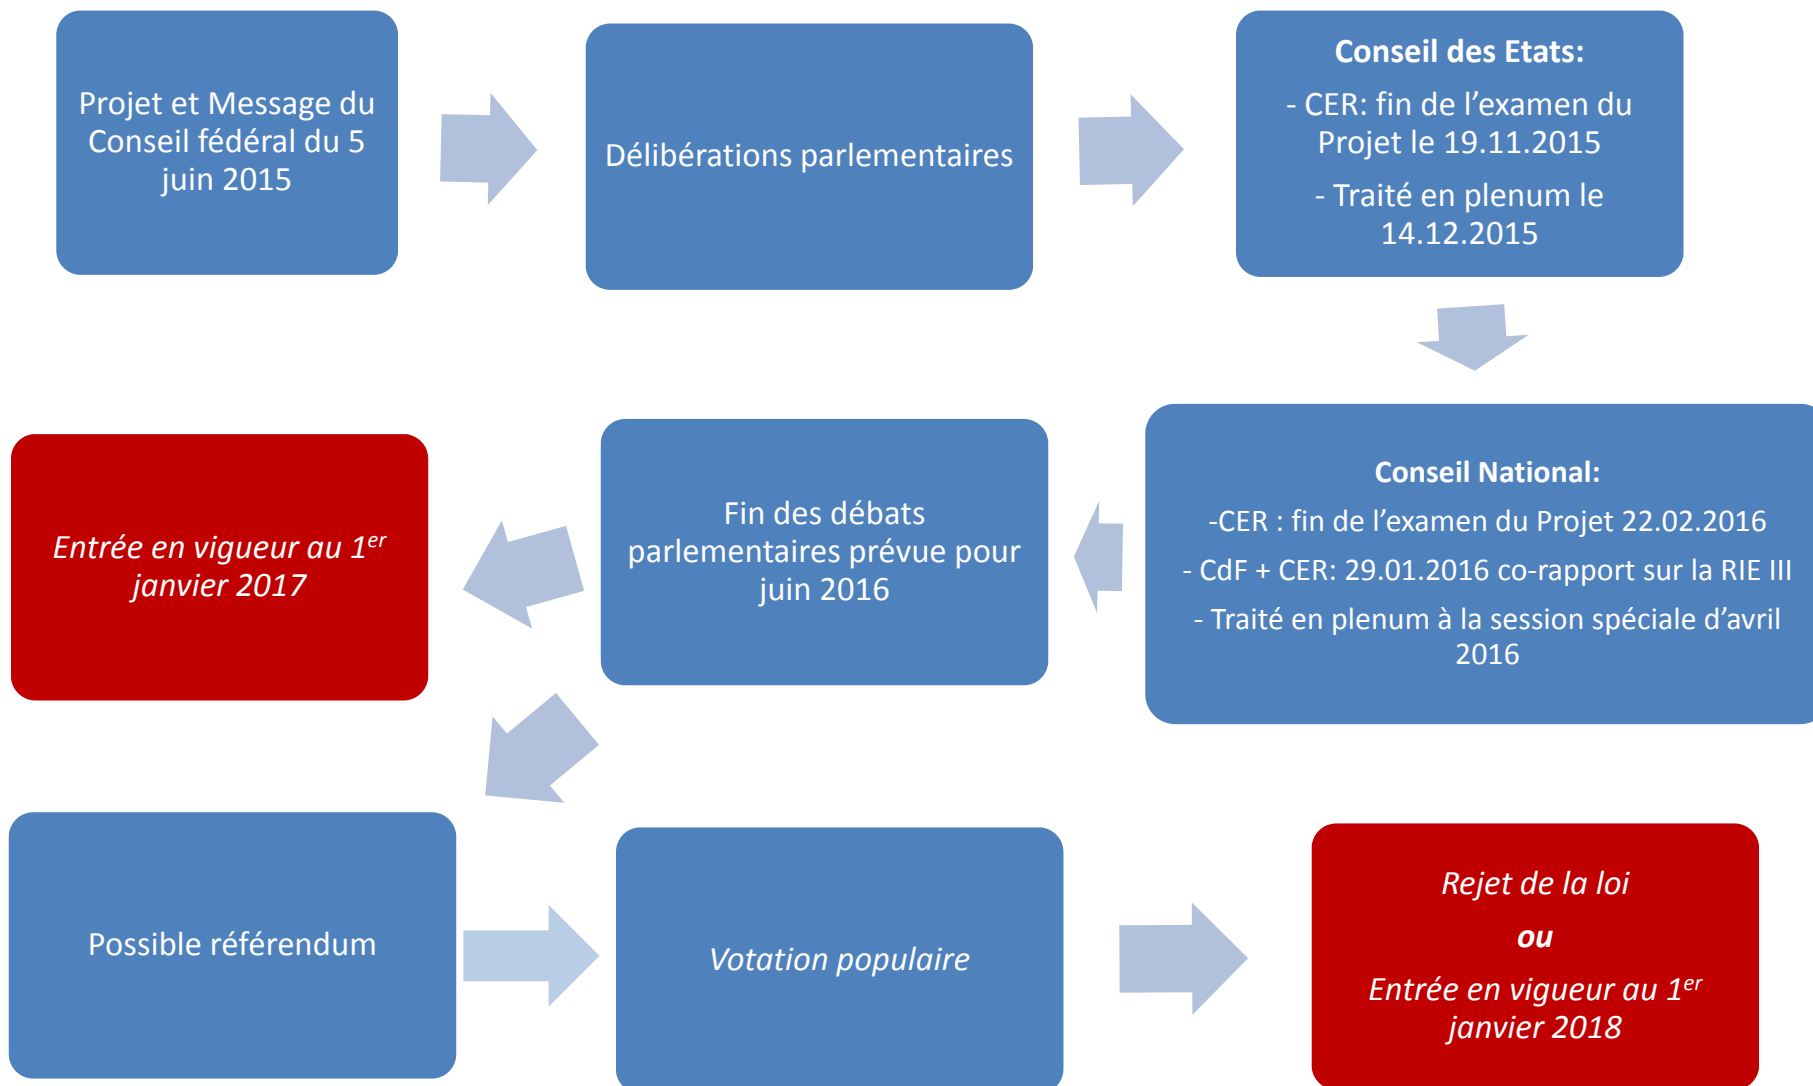 Projet et Message du
Conseil fédéral du 5
juin 2015
Délibérations parlementaires
Conseil des Etats:
- CER: fin de l’examen du
Projet le 19.11.2015
- Traité en plenum le
14.12.2015
Conseil National:
-CER : fin de l’examen du Projet 22.02.2016
- CdF + CER: 29.01.2016 co-rapport sur la RIE III
- Traité en plenum à la session spéciale d’avril
2016
Fin des débats
parlementaires prévue pour
juin 2016
Entrée en vigueur au 1er
janvier 2017
Possible référendum
Votation populaire
Rejet de la loi
ou
Entrée en vigueur au 1er
janvier 2018